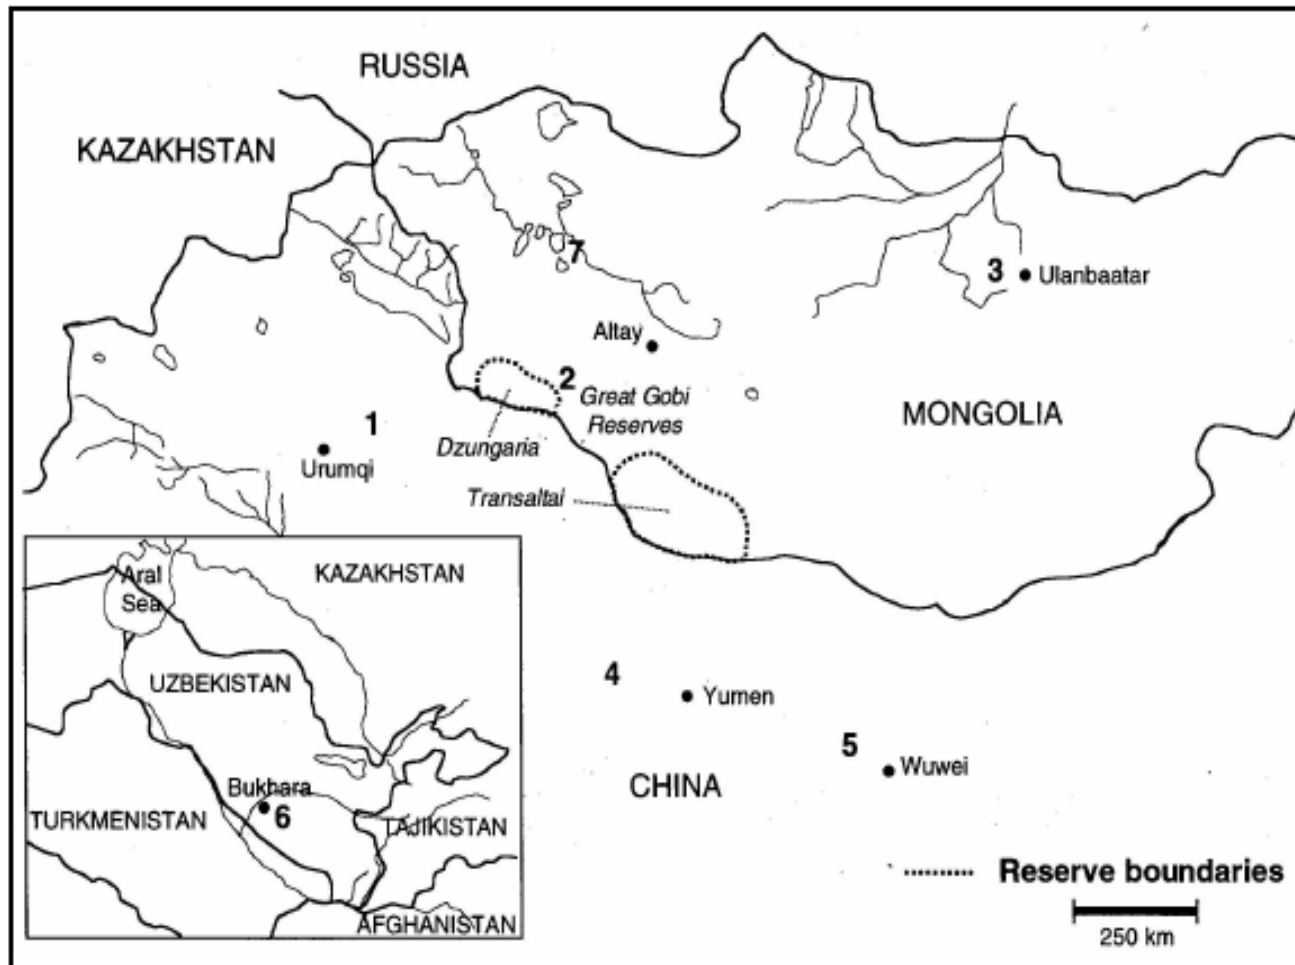 RUSSIA
KAZAKHSTAN
7
3
Ulanbaatar
Altay
2
Great Gobi
Reserves
MONGOLIA
1
Dzungaria
Urumqi
Transaltai
Aral
Sea
KAZAKHSTAN
4
Yumen
UZBEKISTAN
5
Wuwei
CHINA
Bukhara
6
TURKMENISTAN
TAJIKISTAN
Reserve boundaries
AFGHANISTAN
250 km